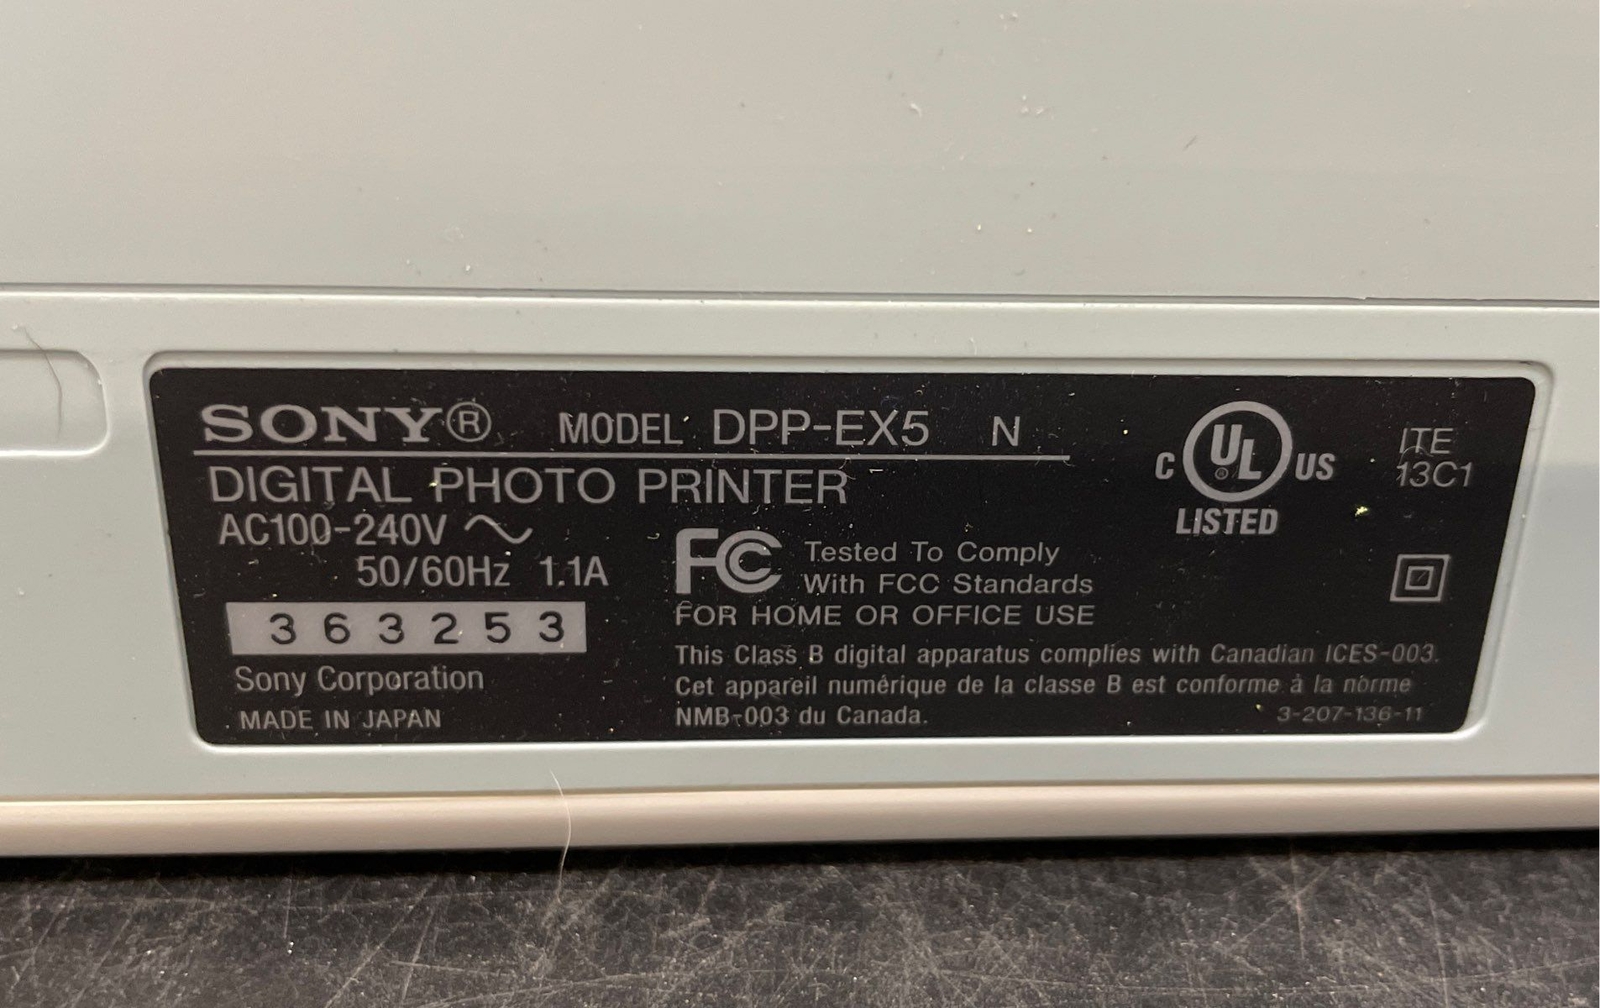 SONY® MODEL DPP-EX5 N
DIGITAL PHOTO PRINTER
AC100-240V ~
50/60Hz 1.1A
363253
Sony Corporation
MADE IN JAPAN
FC Tested To Comply
With FCC Standards
FOR HOME OR OFFICE USE
This Class B digital apparatus complies with Canadian ICES-003.
Cet appareil numérique de la classe B est conforme à la norme
NMB-003 du Canada.
C UL® US
LISTED
ITE
13C1
3-207-136-11